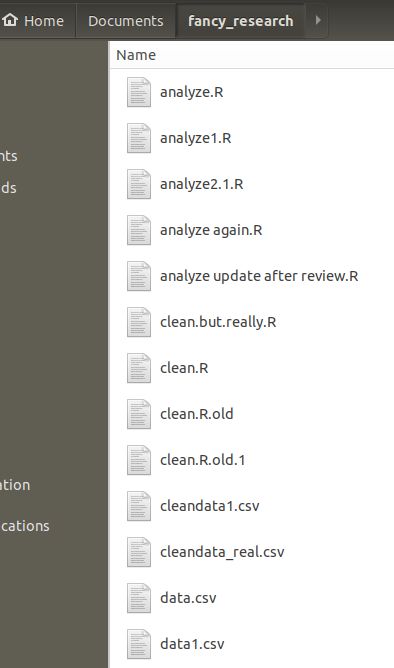 Home Documents fancy_research
Name
analyze.R
analyze1.R
nts
analyze2.1.R
ds
analyze again.R
analyze update after review.R
clean.but.really.R
clean.R
clean.R.old
clean.R.old.1
ation
cleandata1.csv
cations
cleandata_real.csv
data.csv
data1.csv